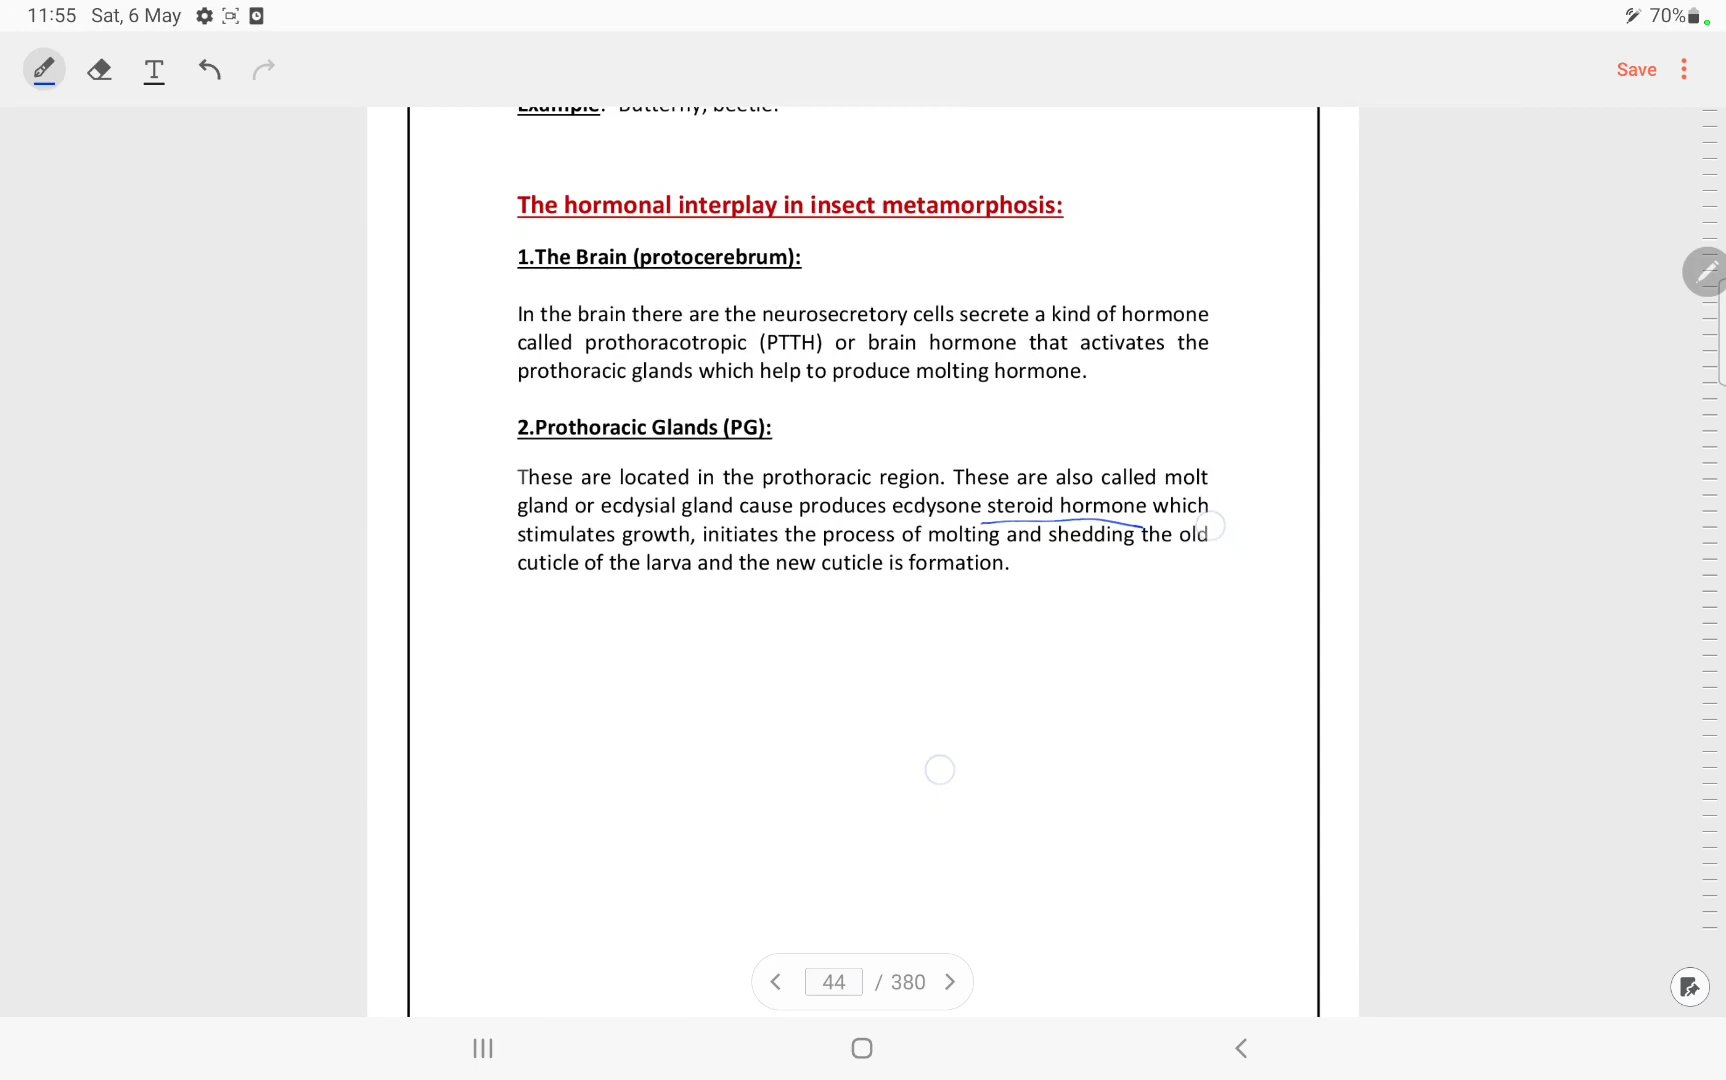 11:55 Sat, 6 May 70%
T Save
Example: Butterfly, beetle.
The hormonal interplay in insect metamorphosis:
1.The Brain (protocerebrum):
In the brain there are the neurosecretory cells secrete a kind of hormone
called prothoracotropic (PTTH) or brain hormone that activates the
prothoracic glands which help to produce molting hormone.
2.Prothoracic Glands (PG):
These are located in the prothoracic region. These are also called molt
gland or ecdysial gland cause produces ecdysone steroid hormone which
stimulates growth, initiates the process of molting and shedding the old
cuticle of the larva and the new cuticle is formation.
44 / 380